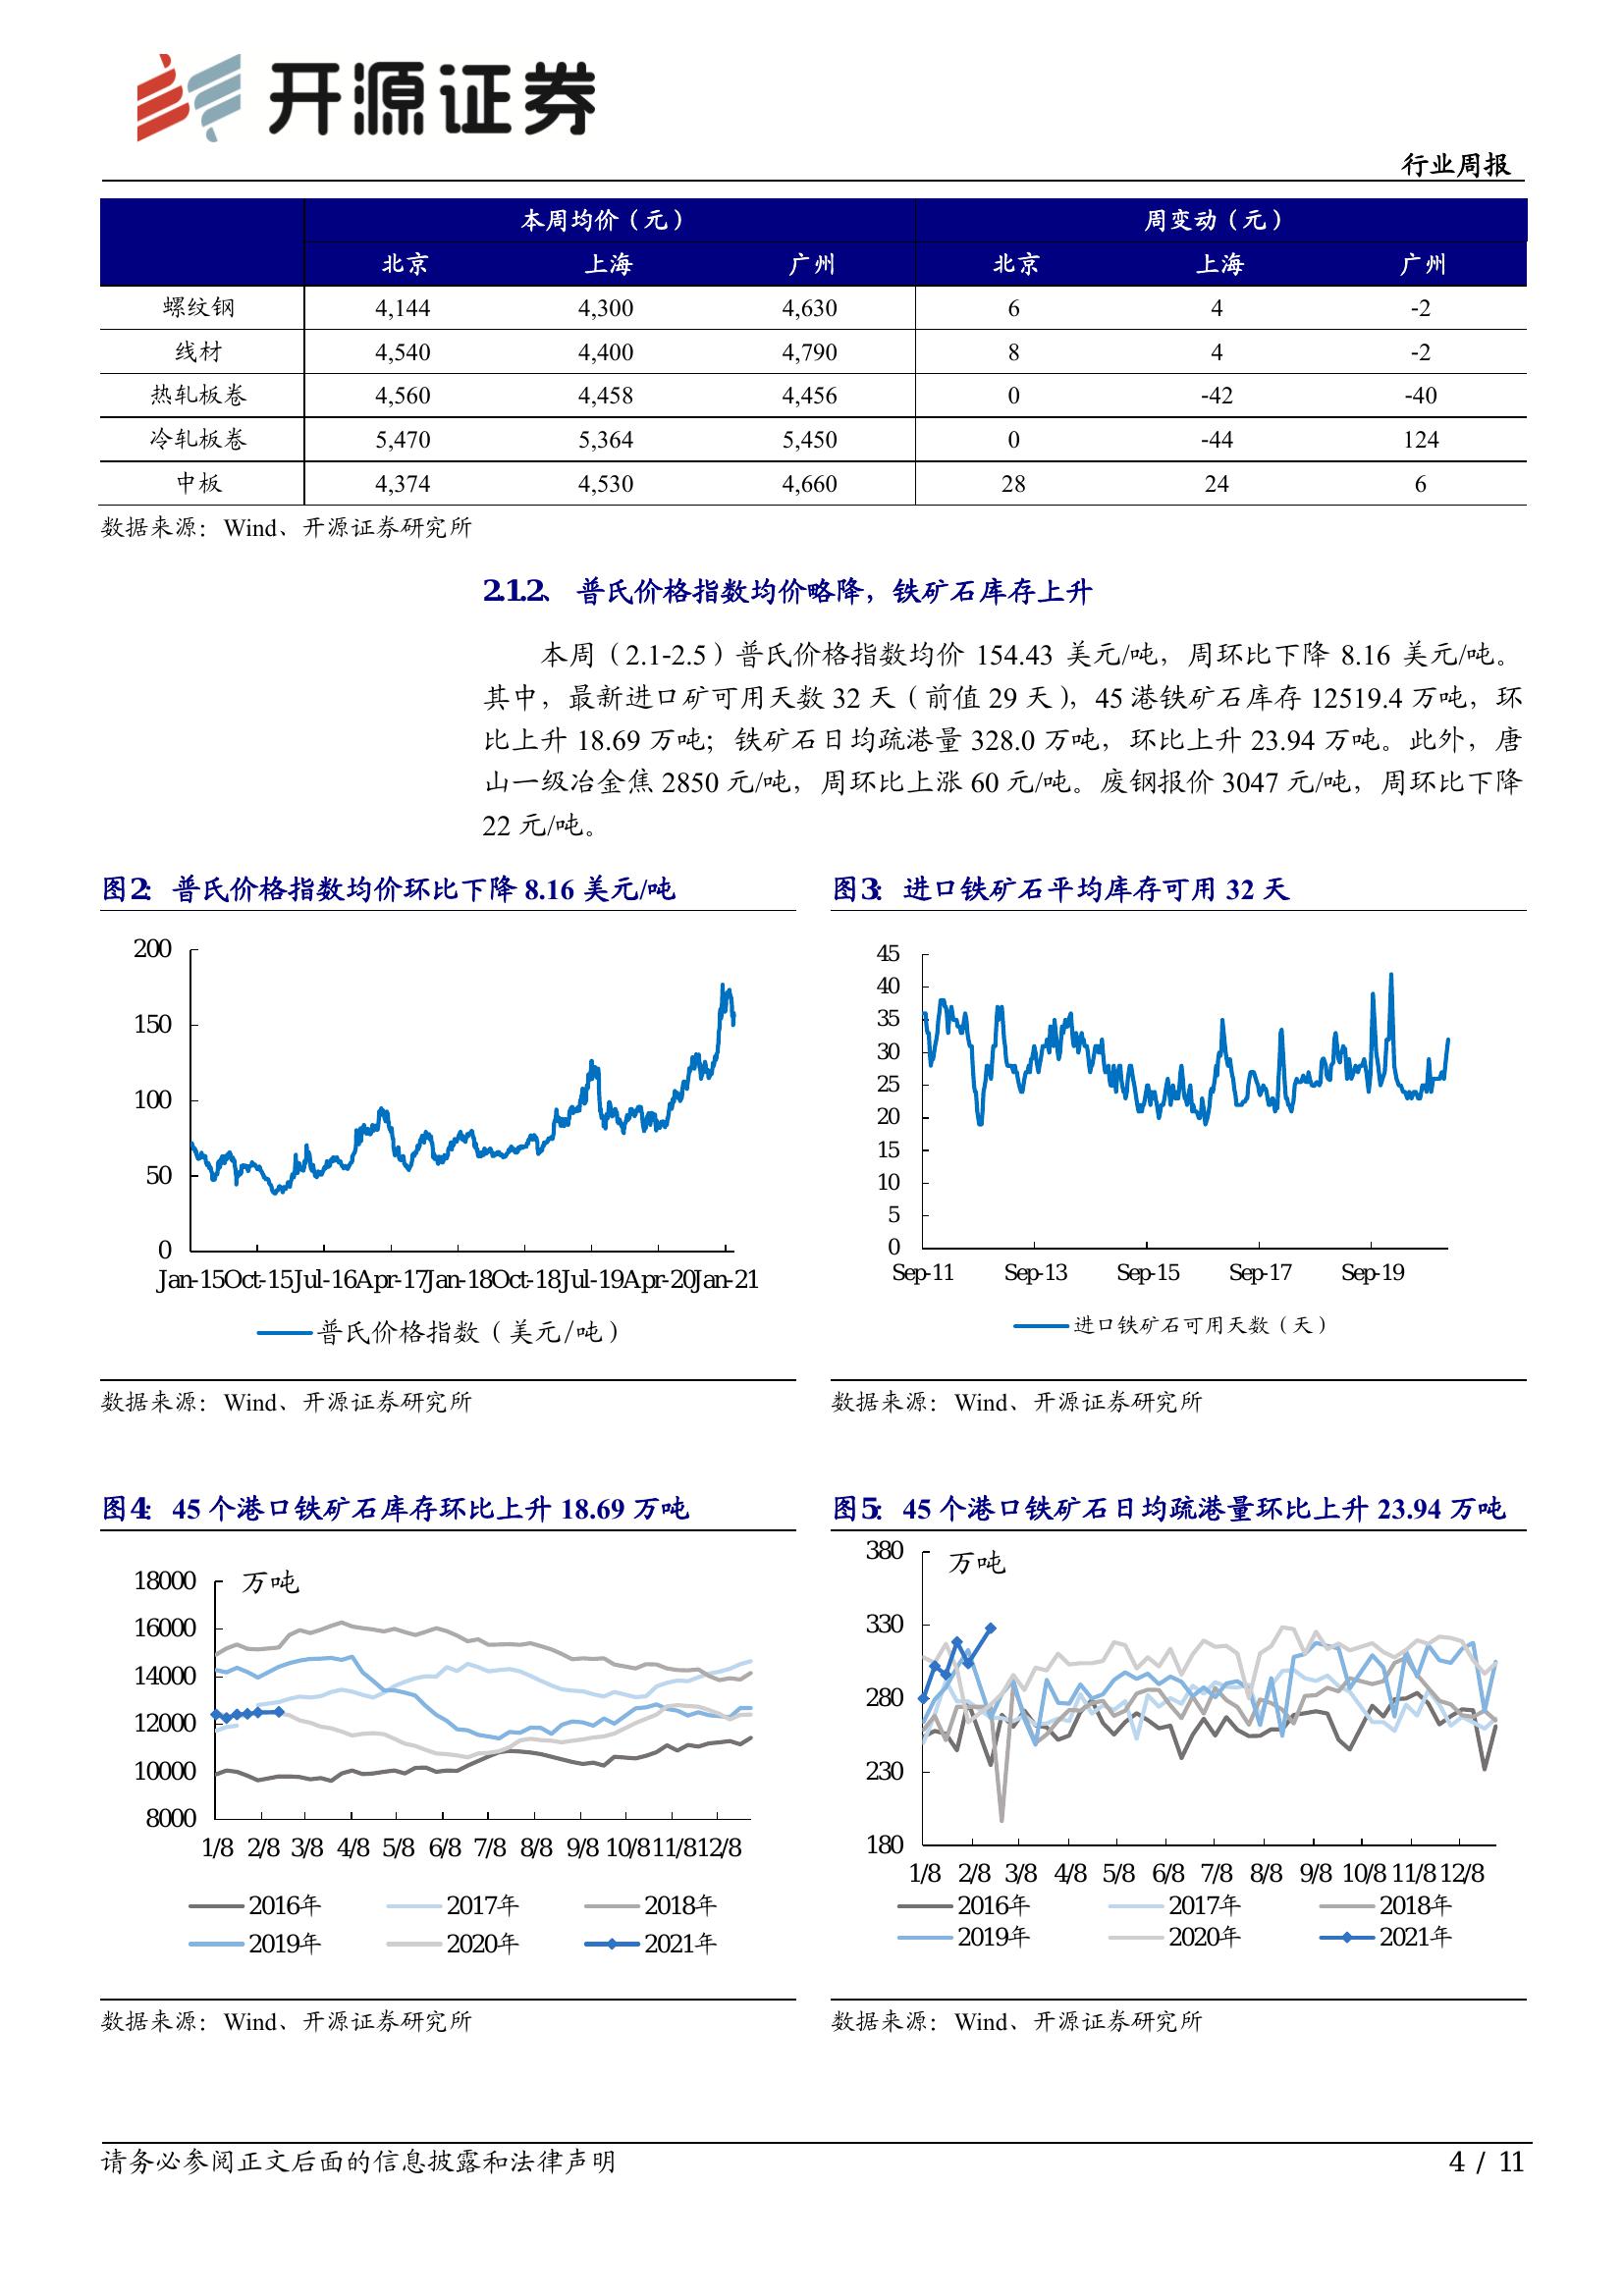 开源证券
行业周报
本周均价（元） 周变动（元）
北京 上海 广州 北京 上海 广州
螺纹钢 4,144 4,300 4,630 6 4 -2
线材 4,540 4,400 4,790 8 4 -2
热轧板卷 4,560 4,458 4,456 0 -42 -40
冷轧板卷 5,470 5,364 5,450 0 -44 124
中板 4,374 4,530 4,660 28 24 6
数据来源：Wind、开源证券研究所
2.1.2、 普氏价格指数均价略降，铁矿石库存上升
本周（2.1-2.5）普氏价格指数均价 154.43 美元/吨，周环比下降 8.16 美元/吨。
其中，最新进口矿可用天数 32 天（前值 29 天），45 港铁矿石库存 12519.4 万吨，环
比上升 18.69 万吨；铁矿石日均疏港量 328.0 万吨，环比上升 23.94 万吨。此外，唐
山一级冶金焦 2850 元/吨，周环比上涨 60 元/吨。废钢报价 3047 元/吨，周环比下降
22 元/吨。
图2：普氏价格指数均价环比下降 8.16 美元/吨
200
150
100
50
0
Jan-15 Oct-15 Jul-16 Apr-17 Jan-18 Oct-18 Jul-19 Apr-20 Jan-21
普氏价格指数（美元/吨）
数据来源：Wind、开源证券研究所
图3：进口铁矿石平均库存可用 32 天
45
40
35
30
25
20
15
10
5
0
Sep-11 Sep-13 Sep-15 Sep-17 Sep-19
进口铁矿石可用天数（天）
数据来源：Wind、开源证券研究所
图4：45 个港口铁矿石库存环比上升 18.69 万吨
万吨
18000
16000
14000
12000
10000
8000
1/8 2/8 3/8 4/8 5/8 6/8 7/8 8/8 9/8 10/8 11/8 12/8
2016年 2017年 2018年
2019年 2020年 2021年
数据来源：Wind、开源证券研究所
图5：45 个港口铁矿石日均疏港量环比上升 23.94 万吨
万吨
380
330
280
230
180
1/8 2/8 3/8 4/8 5/8 6/8 7/8 8/8 9/8 10/8 11/8 12/8
2016年 2017年 2018年
2019年 2020年 2021年
数据来源：Wind、开源证券研究所
请务必参阅正文后面的信息披露和法律声明
4 / 11